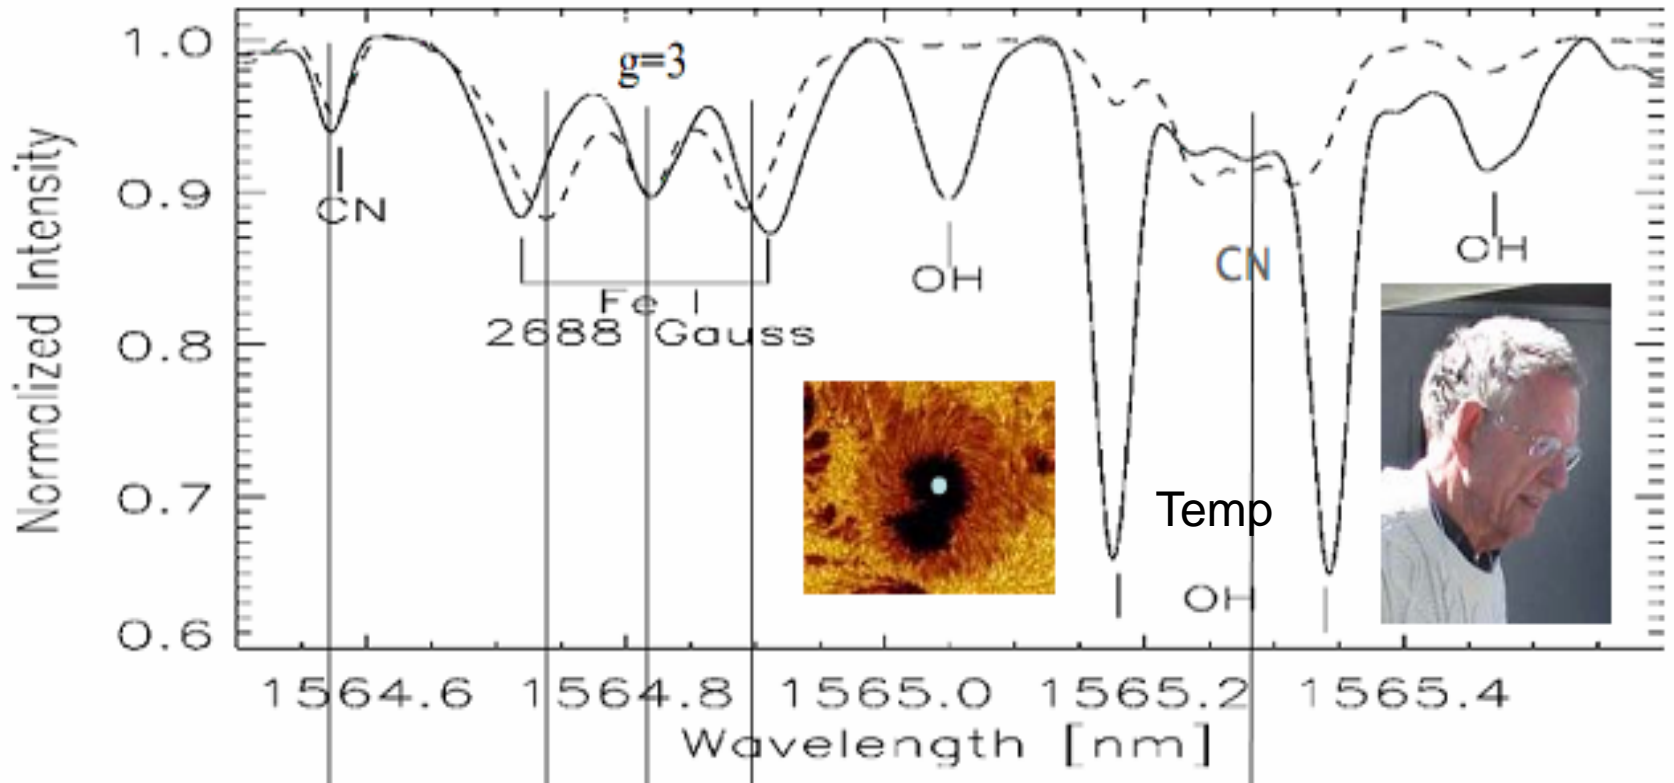 Normalized Intensity
1.0
0.9
0.8
0.7
0.6
g=3
CN
Fe I
2688 Gauss
OH
CN
OH
Temp
OH
1564.6 1564.8 1565.0 1565.2 1565.4
Wavelength [nm]